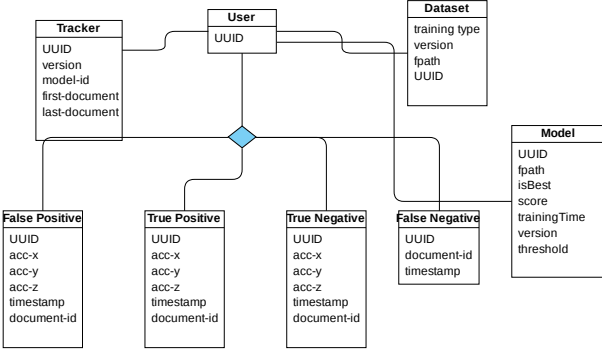 Tracker
UUID
version
model-id
first-document
last-document
User
UUID
Dataset
training type
version
fpath
UUID
Model
UUID
fpath
isBest
score
trainingTime
version
threshold
False Positive
UUID
acc-x
acc-y
acc-z
timestamp
document-id
True Positive
UUID
acc-x
acc-y
acc-z
timestamp
document-id
True Negative
UUID
acc-x
acc-y
acc-z
timestamp
document-id
False Negative
UUID
document-id
timestamp